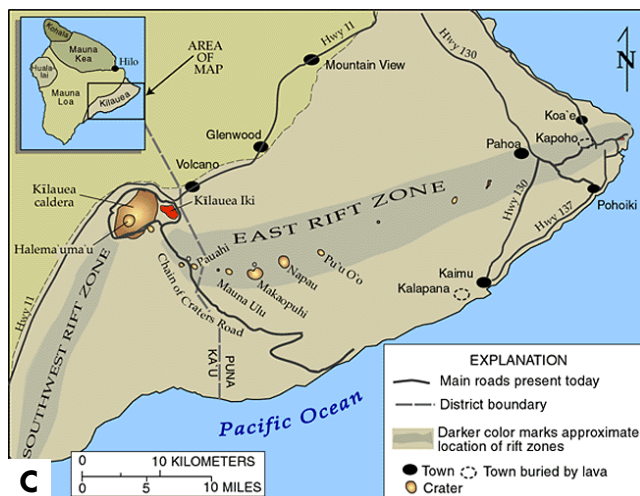 Kohala
Mauna
Kea
Hilo
Huala-
lai
Mauna
Loa
Kilauea
AREA
OF
MAP
Hwy 11
Mountain View
Glenwood
Volcano
Hwy 130
N
Koa`e
Kapoho
Pahoa
Pohoiki
Hwy 130
Hwy 137
Kaimu
Kalapana
Kīlauea
caldera
Kīlauea Iki
Halema`uma`u
EAST RIFT ZONE
Pauahi
Mauna Ulu
Makaopuhi
Napau
Pu`u O`o
Chain of Craters Road
Hwy 11
SOUTHWEST RIFT ZONE
PUNA
KA`U
Pacific Ocean
C
0 10 KILOMETERS
0 5 10 MILES
EXPLANATION
Main roads present today
District boundary
Darker color marks approximate
location of rift zones
Town
Town buried by lava
Crater